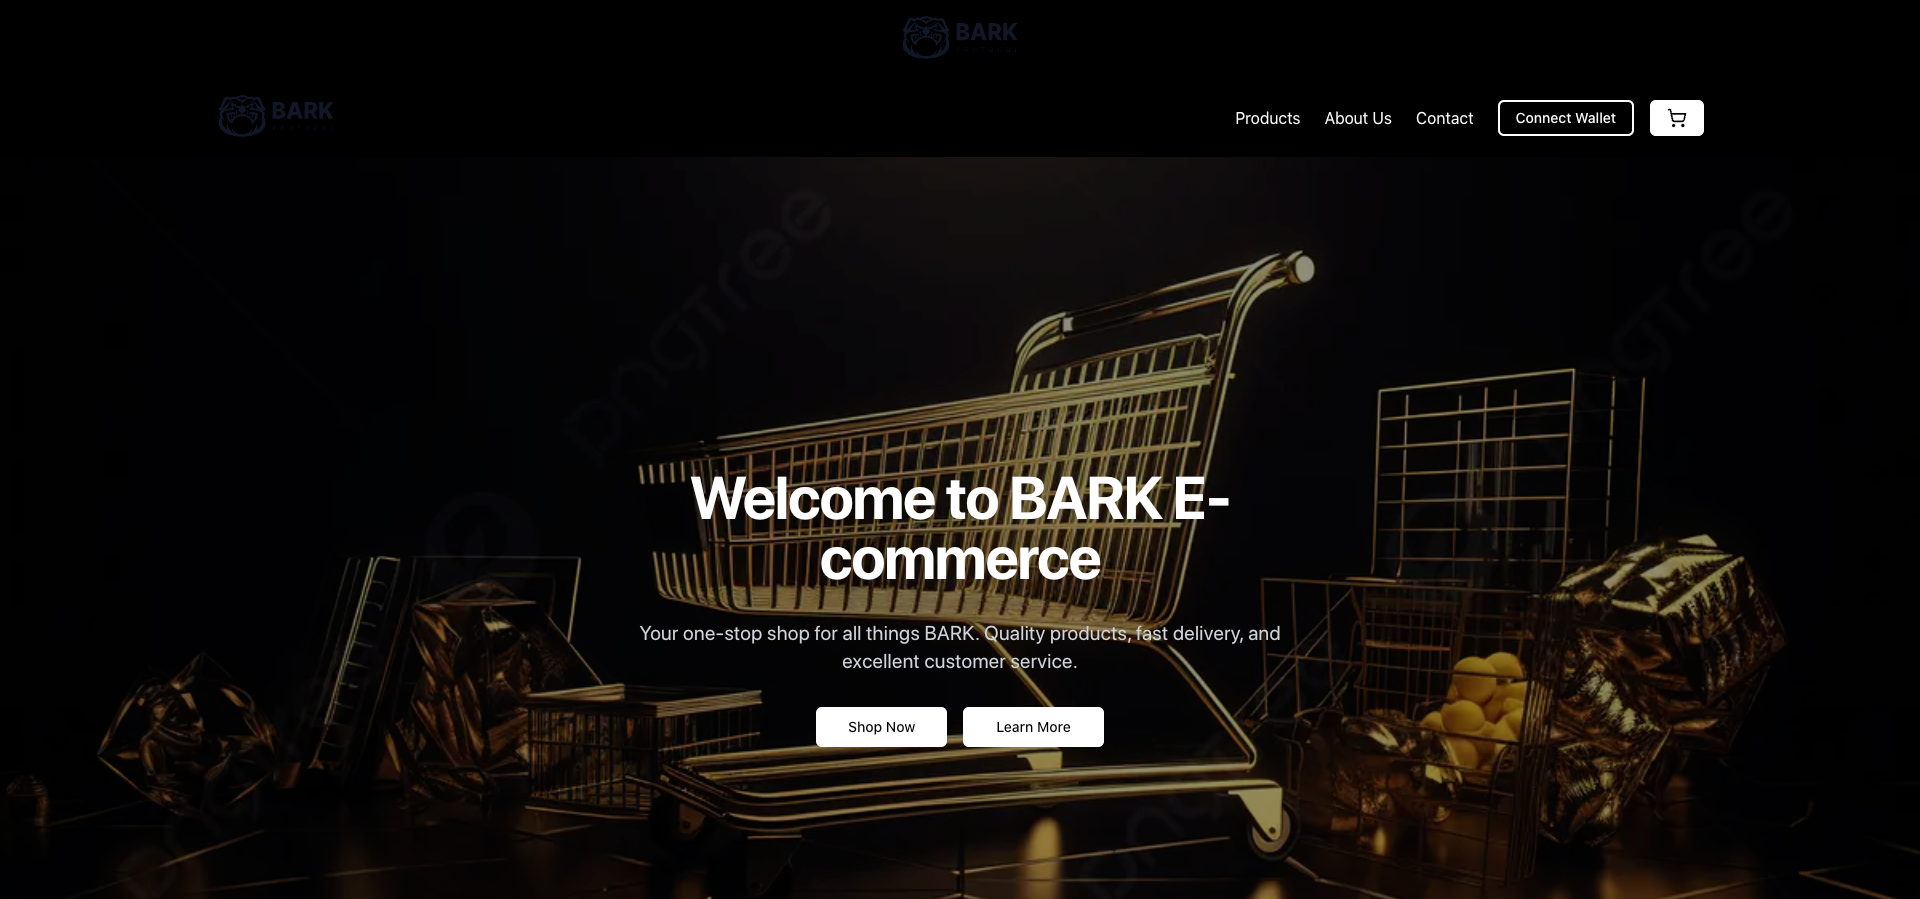 BARK
BARK
Products
About Us
Contact
Connect Wallet
pngtree
Welcome to BARK E-
commerce
Your one-stop shop for all things BARK. Quality products, fast delivery, and
excellent customer service.
Shop Now
Learn More